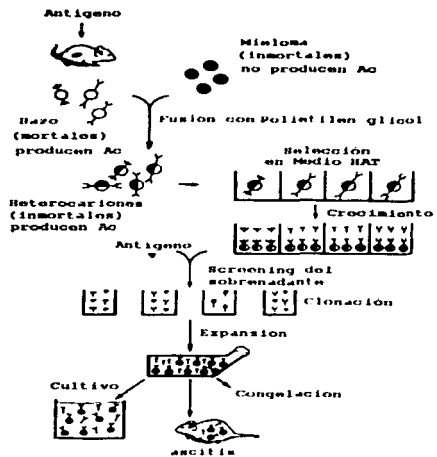 Antígeno
Mieloma
(inmortales)
no producen Ac
Bazo
(mortales)
producen Ac
Fusion con Polietilen glicol
Selección
en Medio HAT
Heterocariones
(inmortales)
producen Ac
Crecimiento
Antigeno
Screening del
sobrenadante
Clonación
Expansion
Cultivo
Congelacion
ascitis